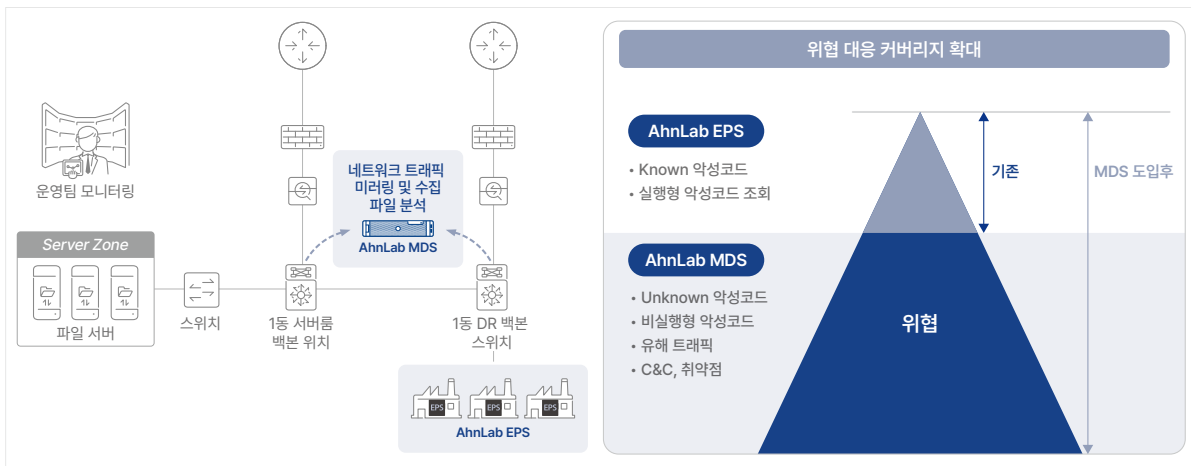 운영팀 모니터링
Server Zone
파일 서버
스위치
네트워크 트래픽
미러링 및 수집
파일 분석
AhnLab MDS
1동 서버룸
백본 위치
1동 DR 백본
스위치
EPS
EPS
EPS
AhnLab EPS
위협 대응 커버리지 확대
AhnLab EPS
• Known 악성코드
• 실행형 악성코드 조회
기존
MDS 도입후
AhnLab MDS
• Unknown 악성코드
• 비실행형 악성코드
• 유해 트래픽
• C&C, 취약점
위협